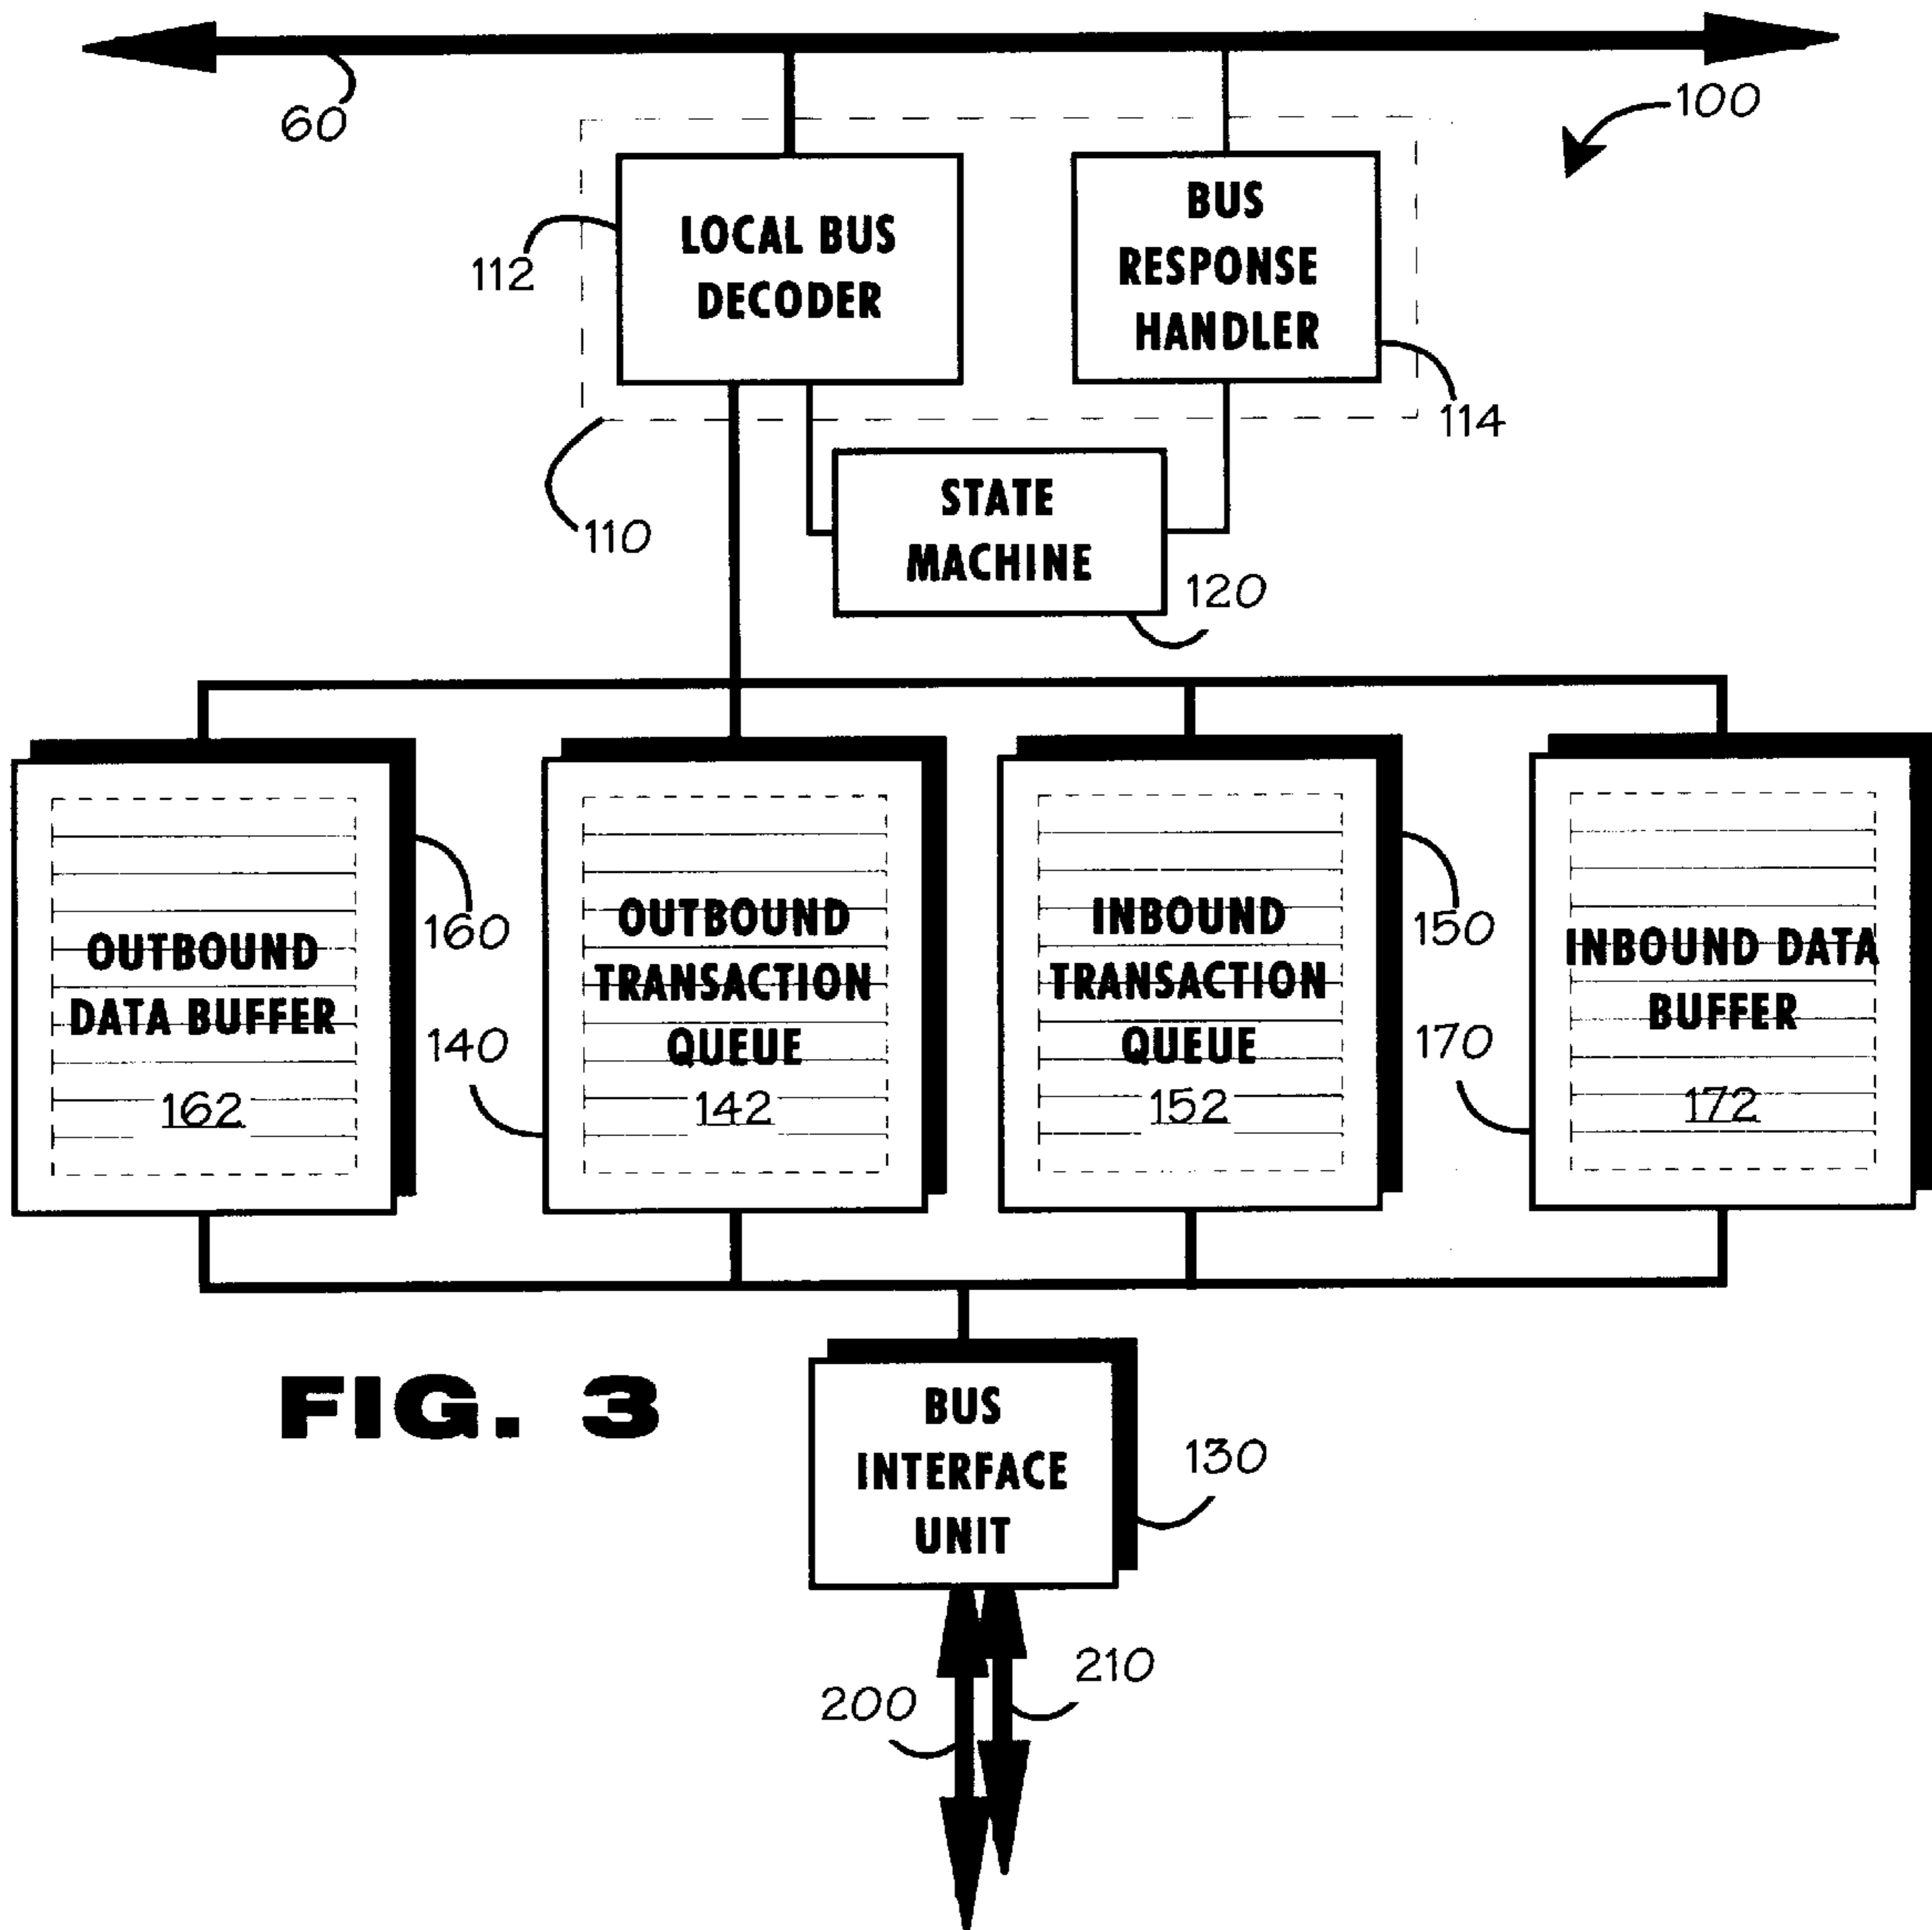 60
100
LOCAL BUS
DECODER
112
BUS
RESPONSE
HANDLER
114
110
STATE
MACHINE
120
OUTBOUND
DATA BUFFER
162
160
OUTBOUND
TRANSACTION
QUEUE
142
140
INBOUND
TRANSACTION
QUEUE
152
150
INBOUND DATA
BUFFER
172
170
FIG. 3
BUS
INTERFACE
UNIT
130
200
210